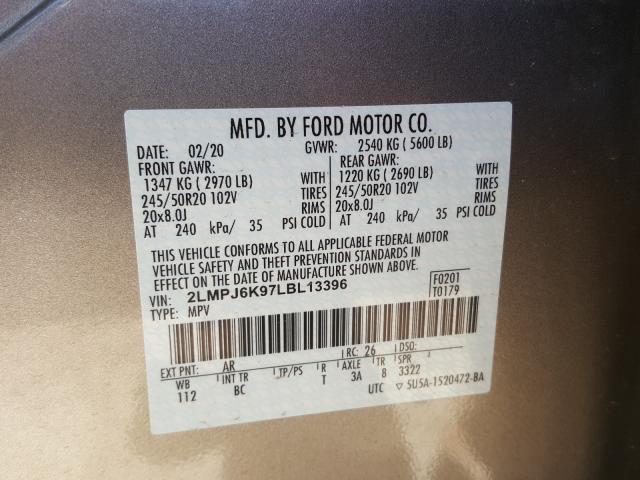 MFD. BY FORD MOTOR CO.
DATE: 02/20 GVWR: 2540 KG ( 5600 LB)
FRONT GAWR: REAR GAWR:
1347 KG ( 2970 LB) WITH 1220 KG ( 2690 LB) WITH
245/50R20 102V TIRES 245/50R20 102V TIRES
20x8.0J RIMS 20x8.0J RIMS
AT 240 kPa/ 35 PSI COLD AT 240 kPa/ 35 PSI COLD
THIS VEHICLE CONFORMS TO ALL APPLICABLE FEDERAL MOTOR
VEHICLE SAFETY AND THEFT PREVENTION STANDARDS IN
EFFECT ON THE DATE OF MANUFACTURE SHOWN ABOVE.
VIN: 2LMPJ6K97LBL13396 F0201
TYPE: MPV T0179
EXT PNT: AR RC: 26 DSO:
WB INT TR TP/PS R AXLE TR SPR
112 BC T 3A 8 3322
UTC ▽ 5U5A-1520472-BA